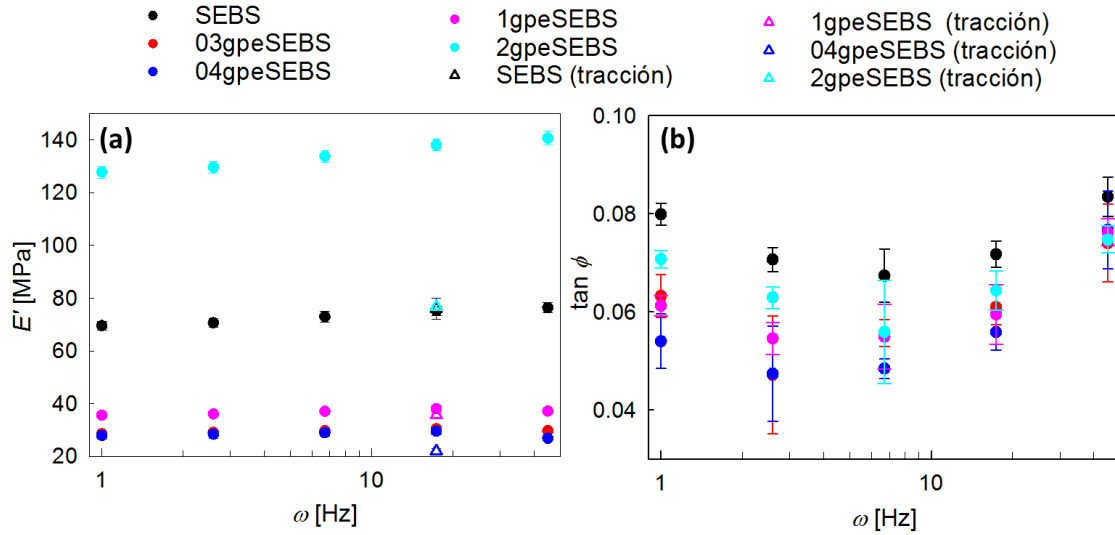 SEBS
03gpeSEBS
04gpeSEBS
1gpeSEBS
2gpeSEBS
SEBS (tracción)
1gpeSEBS (tracción)
04gpeSEBS (tracción)
2gpeSEBS (tracción)
(a)
E' [MPa]
140
120
100
80
60
40
20
1
10
ω [Hz]
(b)
tan ϕ
0.10
0.08
0.06
0.04
1
10
ω [Hz]